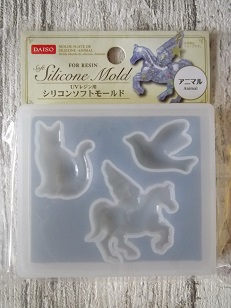 DAISO
FOR RESIN
Soft Silicone Mold
UVレジン用
シリコンソフトモールド
アニマル
Animal